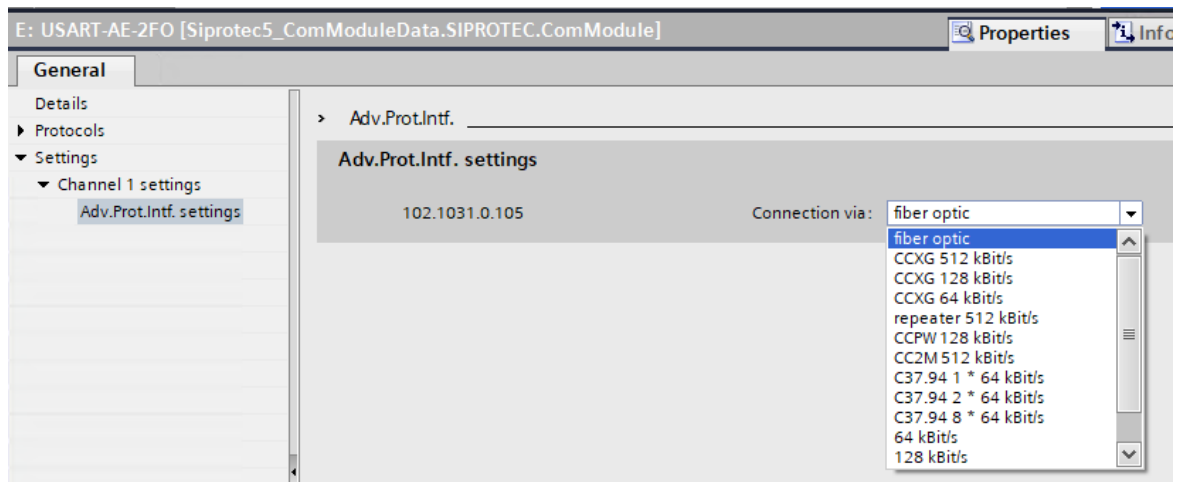 E: USART-AE-2FO [Siprotec5_ComModuleData.SIPROTEC.ComModule]
Properties
General
Details
Protocols
Settings
Channel 1 settings
Adv.Prot.Intf. settings
Adv.Prot.Intf.
Adv.Prot.Intf. settings
102.1031.0.105 Connection via: fiber optic
fiber optic
CCXG 512 kBit/s
CCXG 128 kBit/s
CCXG 64 kBit/s
repeater 512 kBit/s
CCPW 128 kBit/s
CC2M 512 kBit/s
C37.94 1 * 64 kBit/s
C37.94 2 * 64 kBit/s
C37.94 8 * 64 kBit/s
64 kBit/s
128 kBit/s